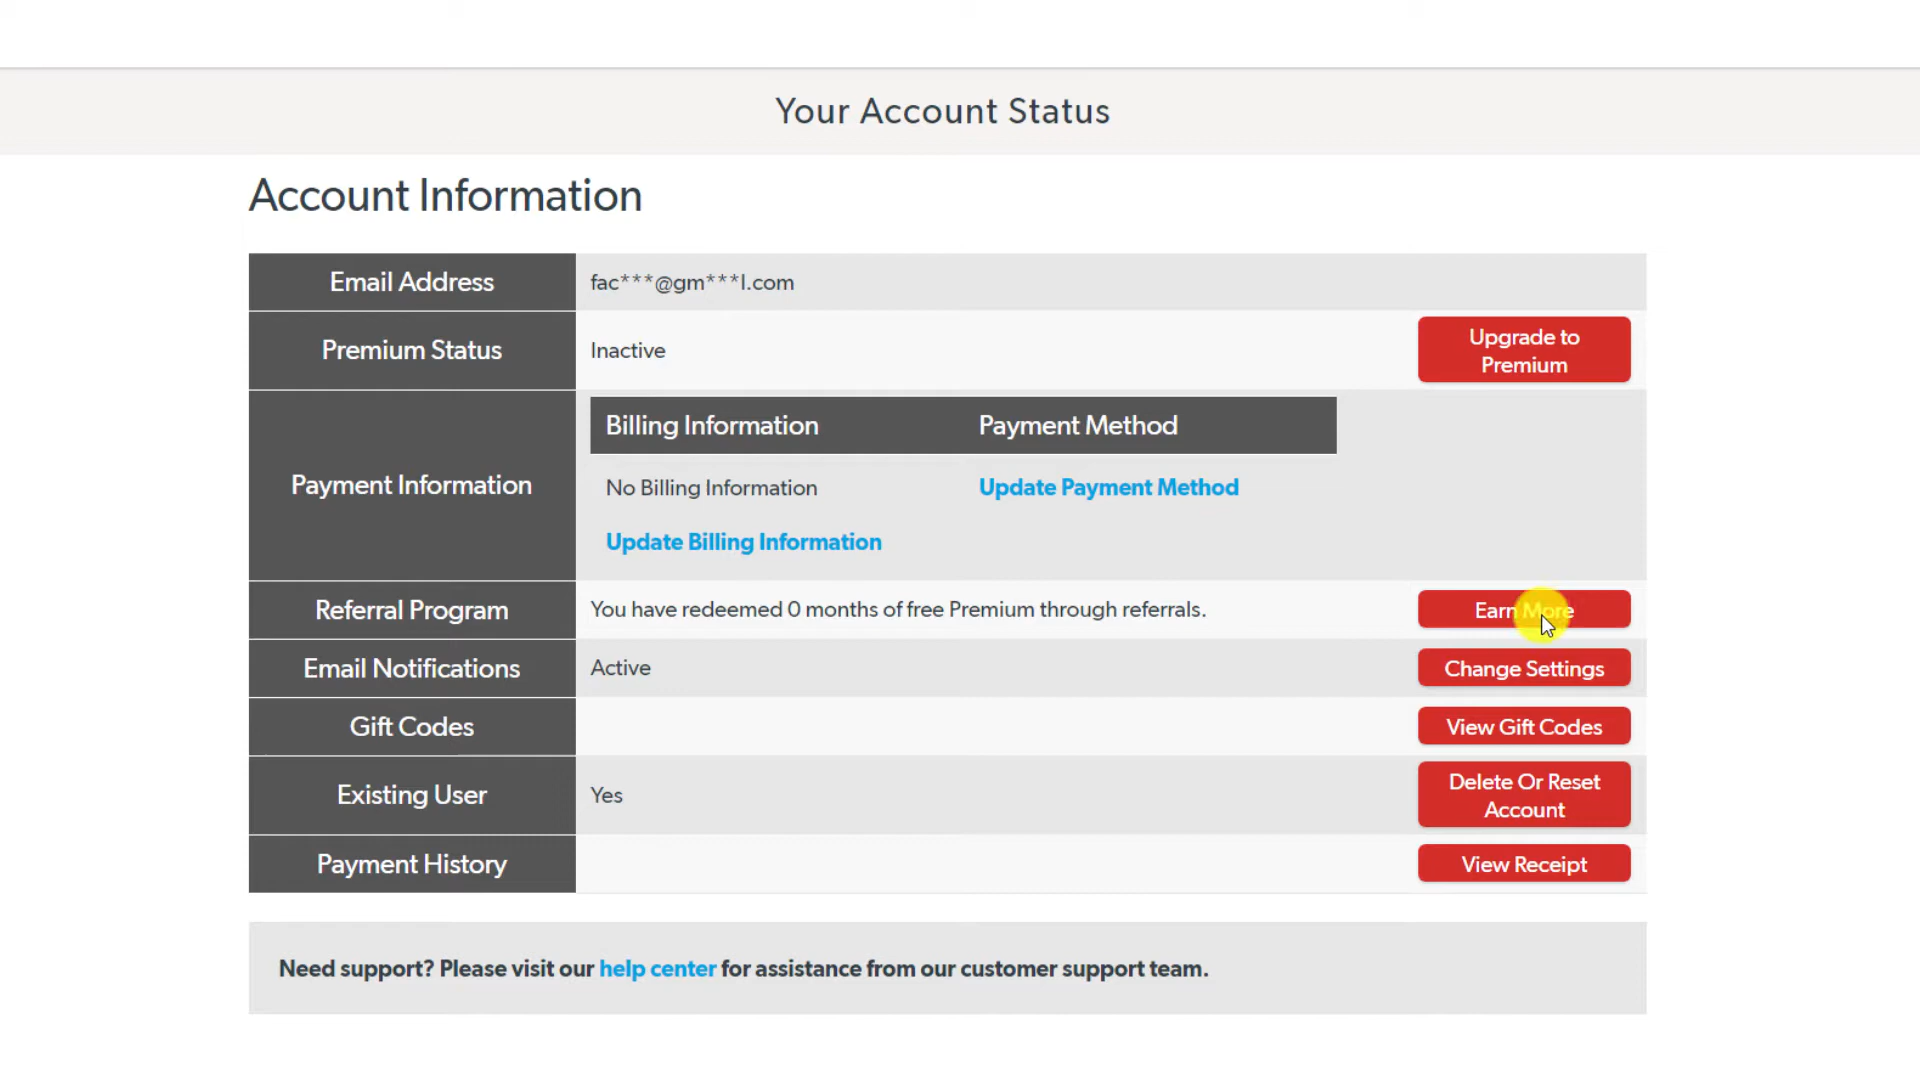 Your Account Status
Account Information
Email Address
fac***@gm***l.com
Premium Status
Inactive
Upgrade to
Premium
Payment Information
Billing Information
Payment Method
No Billing Information
Update Payment Method
Update Billing Information
Referral Program
You have redeemed 0 months of free Premium through referrals.
Earn More
Email Notifications
Active
Change Settings
Gift Codes
View Gift Codes
Existing User
Yes
Delete Or Reset
Account
Payment History
View Receipt
Need support? Please visit our help center for assistance from our customer support team.